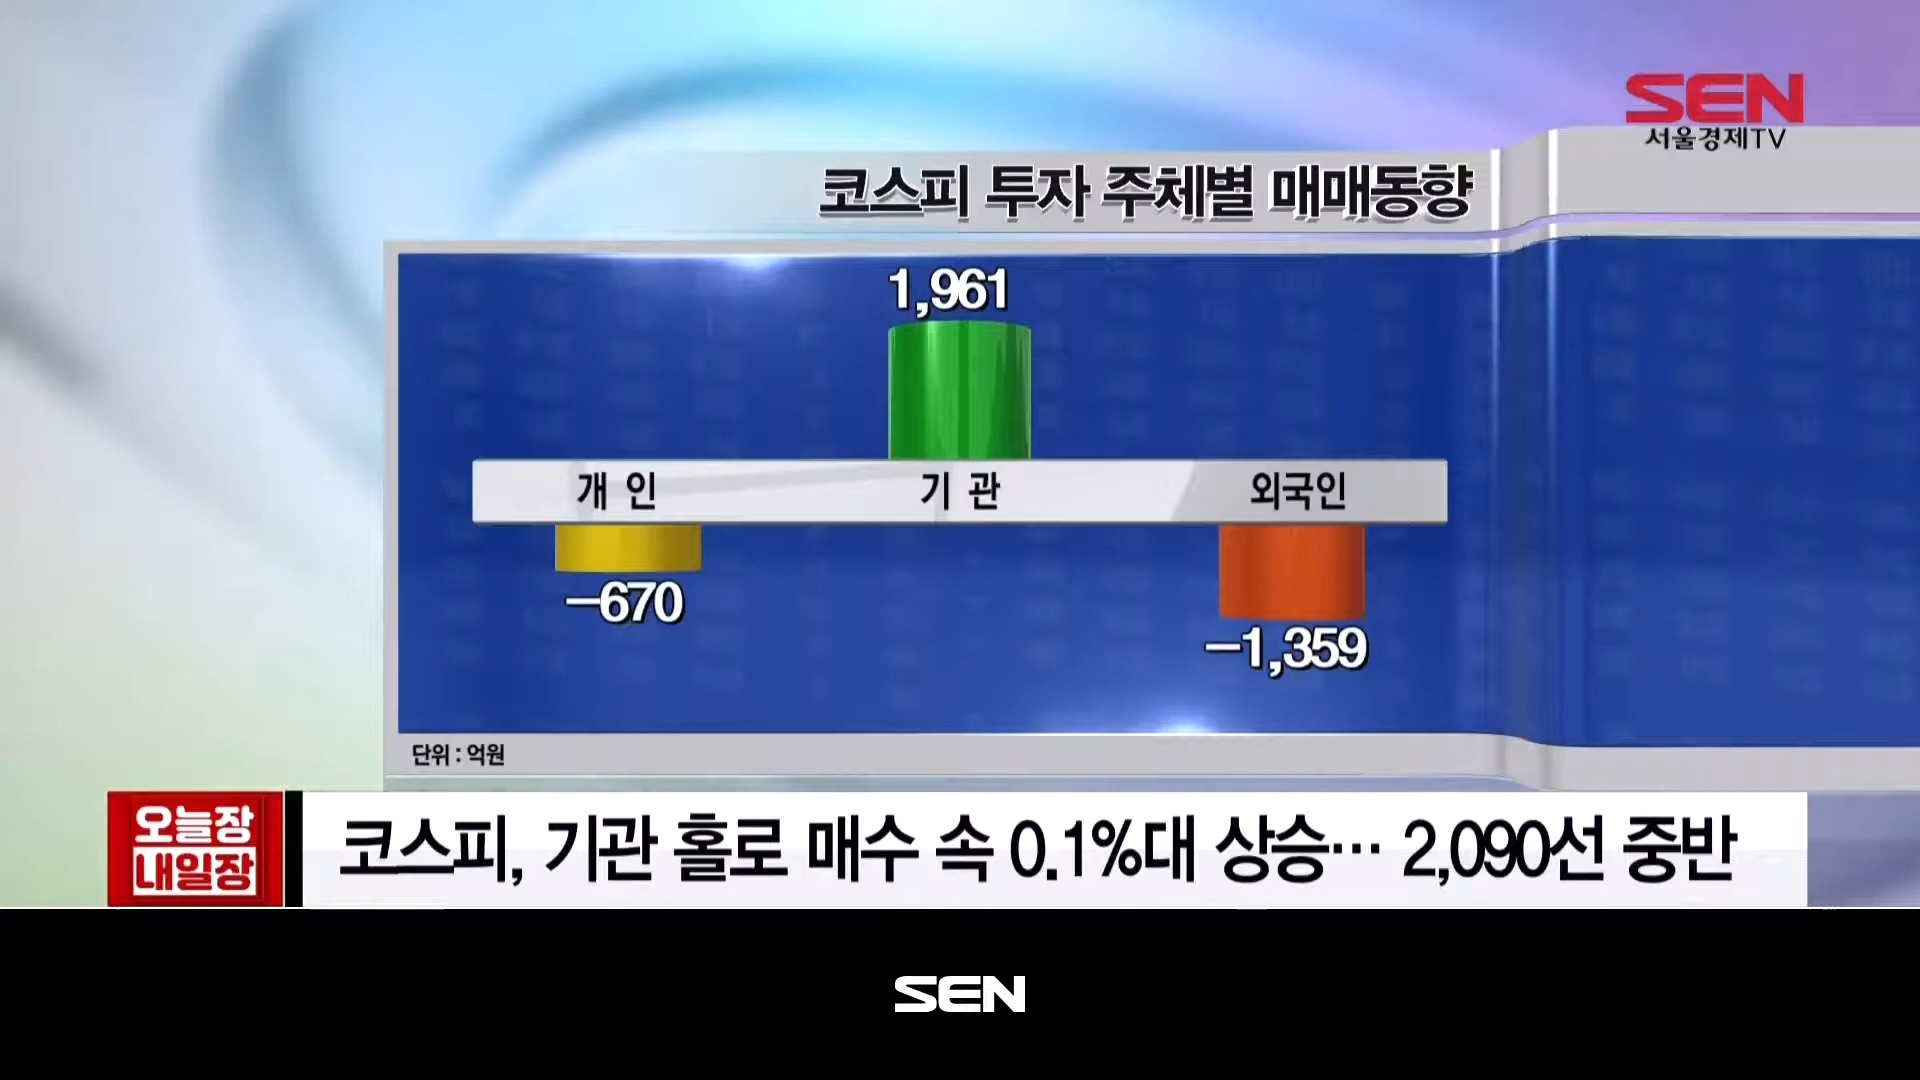 SEN
서울경제TV
코스피 투자 주체별 매매동향
1,961
개 인 기 관 외국인
-670
-1,359
단위 : 억원
오늘장
내일장
코스피, 기관 홀로 매수 속 0.1%대 상승… 2,090선 중반
SEN